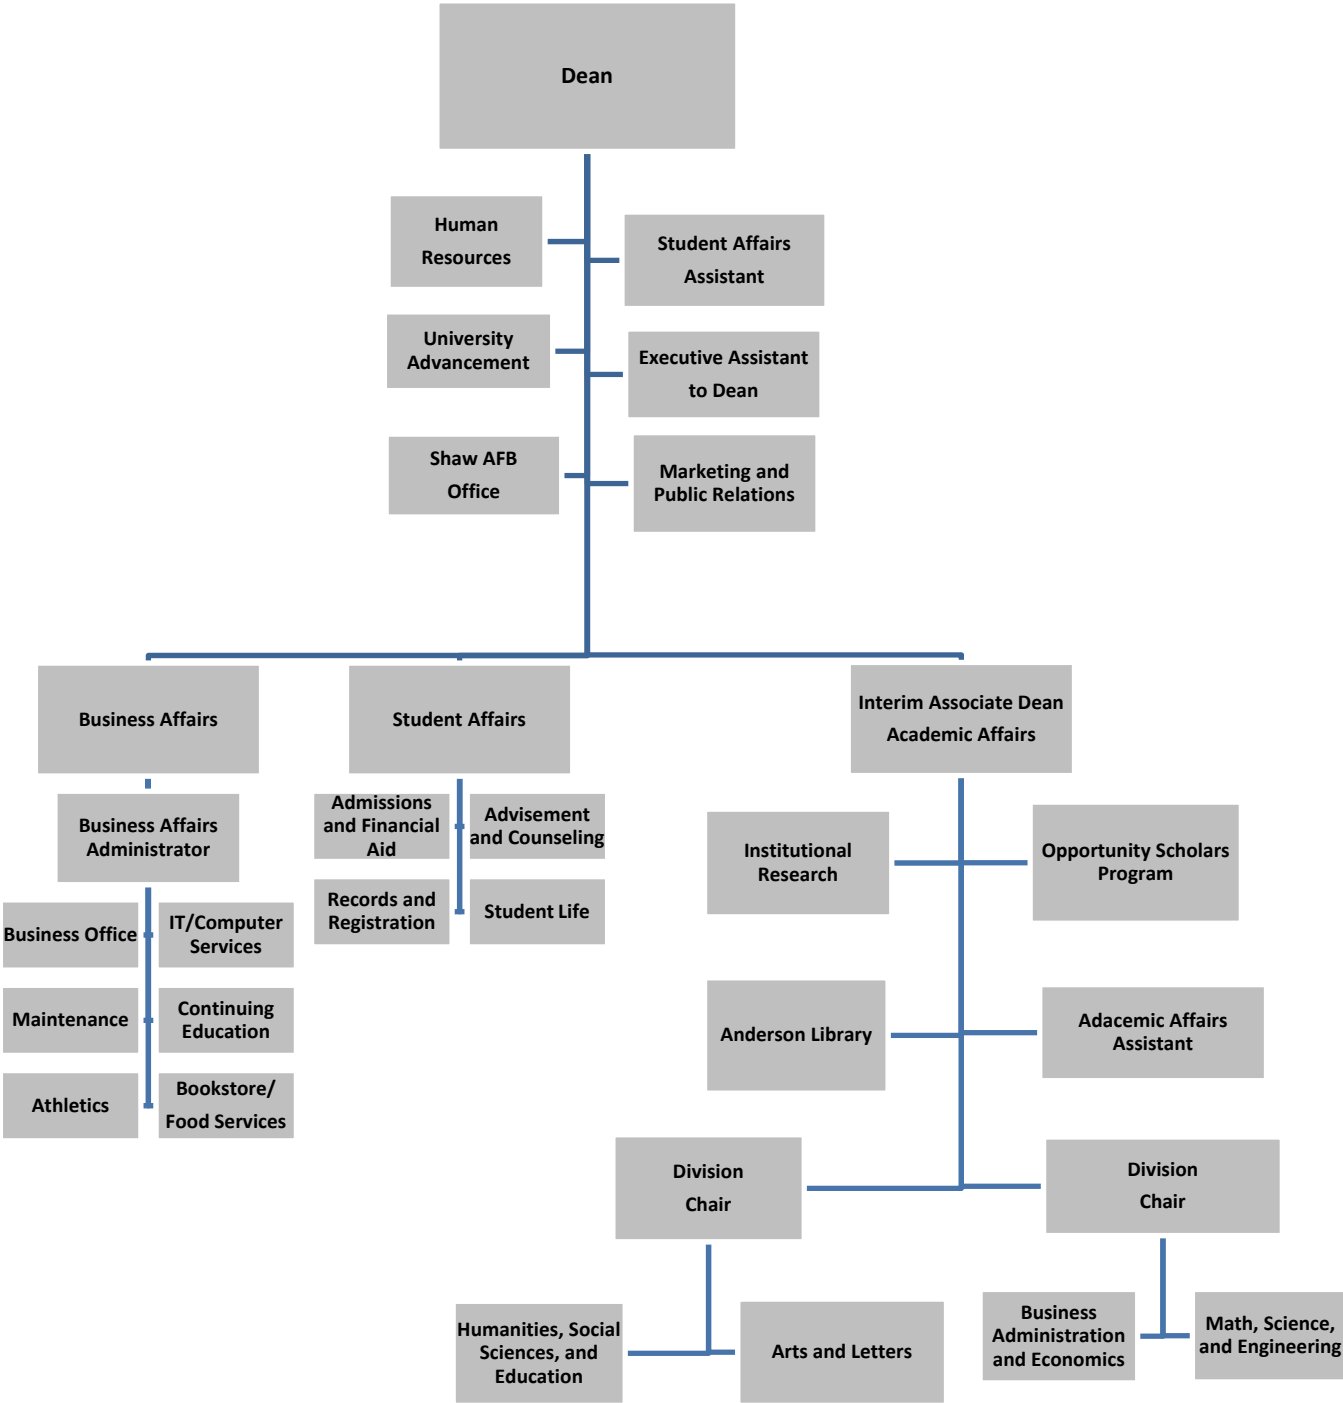 Dean
Human
Resources
Student Affairs
Assistant
University
Advancement
Executive Assistant
to Dean
Shaw AFB
Office
Marketing and
Public Relations
Business Affairs
Student Affairs
Interim Associate Dean
Academic Affairs
Business Affairs
Administrator
Business Office
IT/Computer
Services
Maintenance
Continuing
Education
Athletics
Bookstore/
Food Services
Admissions
and Financial
Aid
Advisement
and Counseling
Records and
Registration
Student Life
Institutional
Research
Opportunity Scholars
Program
Anderson Library
Adacemic Affairs
Assistant
Division
Chair
Division
Chair
Humanities, Social
Sciences, and
Education
Arts and Letters
Business
Administration
and Economics
Math, Science,
and Engineering